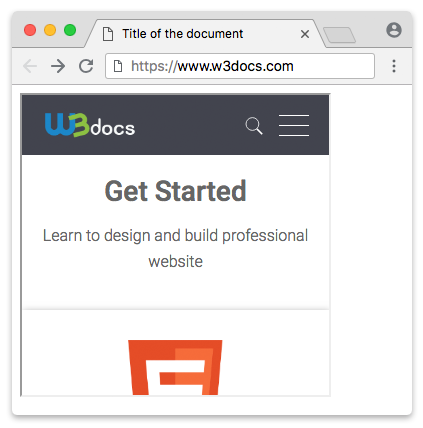 Title of the document
https://www.w3docs.com
W3docs
Get Started
Learn to design and build professional
website